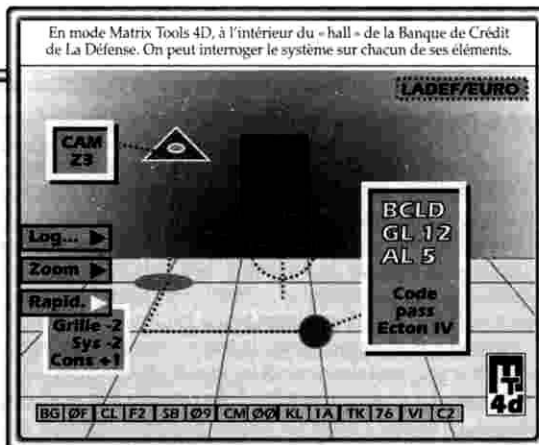 En mode Matrix Tools 4D, à l'intérieur du « hall » de la Banque de Crédit
de La Défense. On peut interroger le système sur chacun de ses éléments.
LADEF/EURO
CAM
Z3
BCLD
GL 12
AL 5
Code
pass
Ecton IV
Log...
Zoom
Rapid.
Grille -2
Sys -2
Cons +1
MT
4d
BG ØF CL F2 SB Ø9 CM ØØ KL 1A TK 76 VI C2